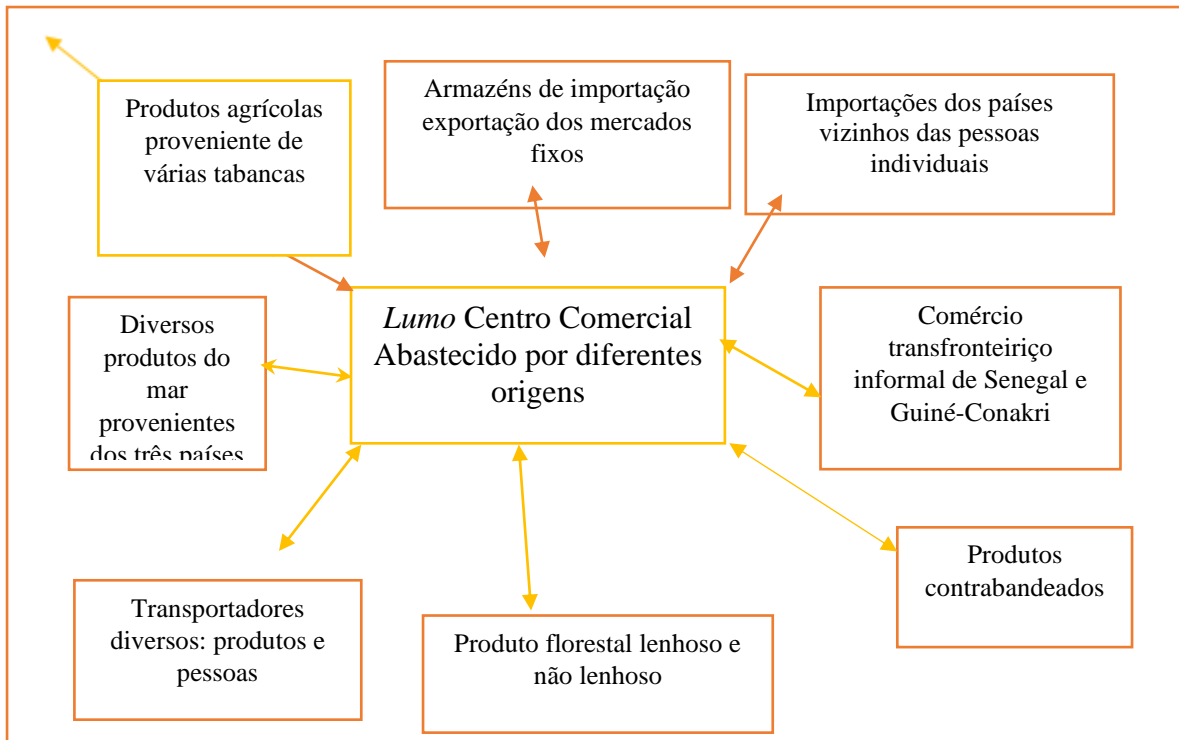 Produtos agrícolas
proveniente de
várias tabancas
Armazéns de importação
exportação dos mercados
fixos
Importações dos países
vizinhos das pessoas
individuais
Diversos
produtos do
mar
provenientes
dos três países
Lumo Centro Comercial
Abastecido por diferentes
origens
Comércio
transfronteiriço
informal de Senegal e
Guiné-Conakri
Transportadores
diversos: produtos e
pessoas
Produto florestal lenhoso e
não lenhoso
Produtos
contrabandeados